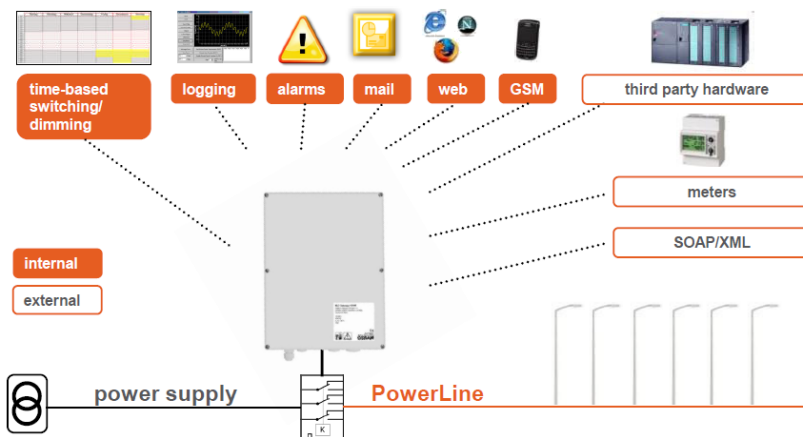 time-based
switching/
dimming
logging
alarms
mail
web
GSM
third party hardware
meters
SOAP/XML
internal
external
OSRAM
power supply
PowerLine
K